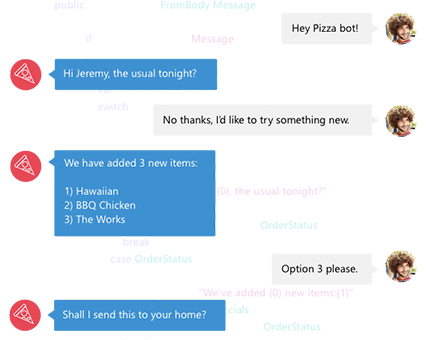 public FromBody Message
Hey Pizza bot!
if Message
Hi Jeremy, the usual tonight?
switch
No thanks, I'd like to try something new.
We have added 3 new items:
1) Hawaiian
{0}, the usual tonight?"
2) BBQ Chicken
3) The Works
OrderStatus
break
case OrderStatus
Option 3 please.
"We've added {0} new items:{1}"
Shall I send this to your home?
OrderStatus